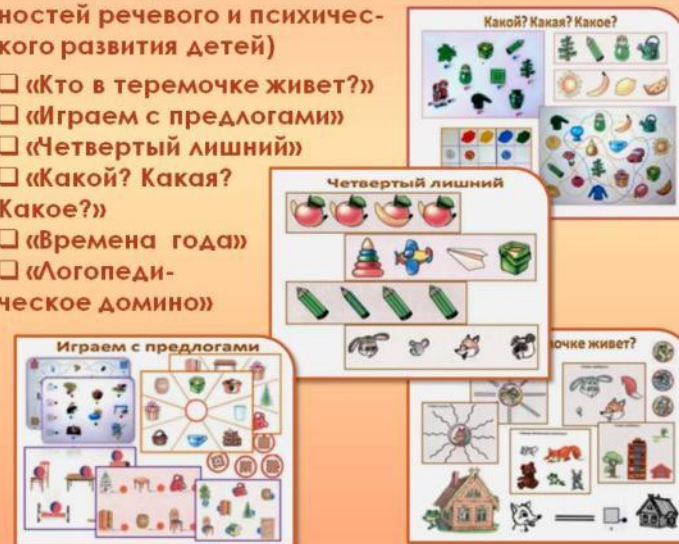 ностей речевого и психичес-
кого развития детей)
❑ «Кто в теремочке живет?»
❑ «Играем с предлогами»
❑ «Четвертый лишний»
❑ «Какой? Какая?
Какое?»
❑ «Времена года»
❑ «Логопеди-
ческое домино»
Какой? Какая? Какое?
Четвертый лишний
Играем с предлогами
мочке живет?